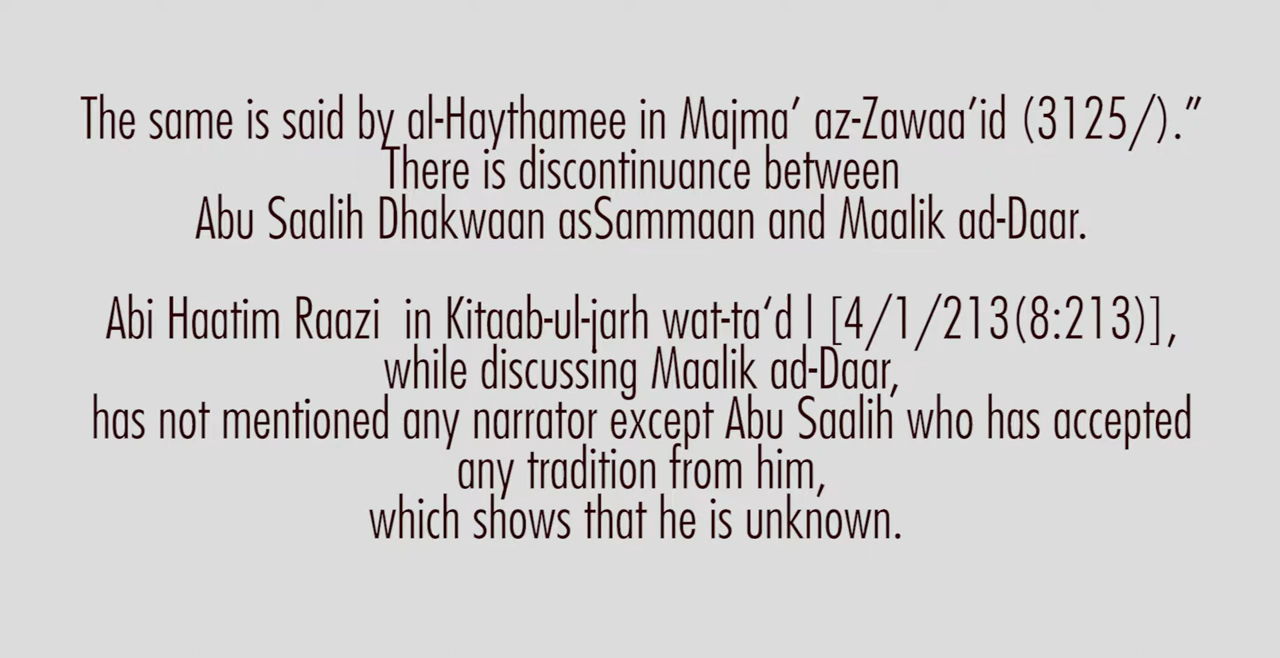 The same is said by al-Haythamee in Majma’ az-Zawaa’id (3125/).”
There is discontinuance between
Abu Saalih Dhakwaan asSammaan and Maalik ad-Daar.
Abi Haatim Raazi in Kitaab-ul-jarh wat-ta‘d l [4/1/213(8:213)],
while discussing Maalik ad-Daar,
has not mentioned any narrator except Abu Saalih who has accepted
any tradition from him,
which shows that he is unknown.